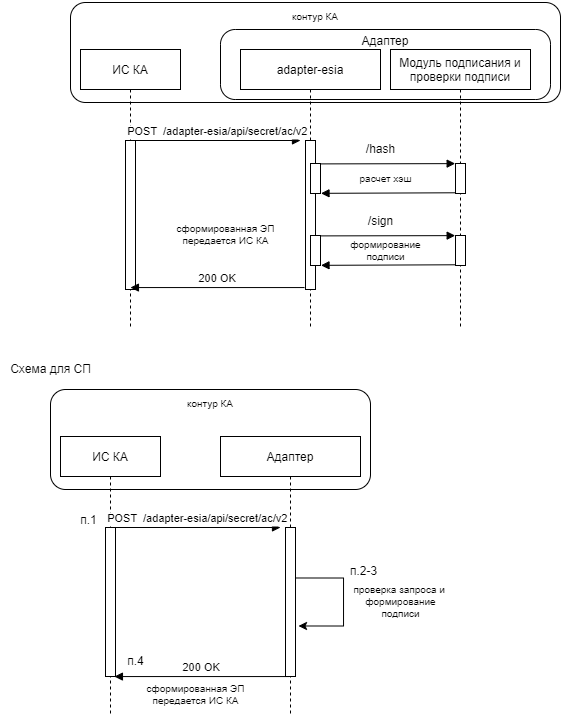 контур КА
Адаптер
ИС КА
adapter-esia
Модуль подписания и
проверки подписи
POST /adapter-esia/api/secret/ac/v2
/hash
расчет хэш
/sign
сформированная ЭП
передается ИС КА
формирование
подписи
200 OK
Схема для СП
контур КА
ИС КА
Адаптер
п.1
POST /adapter-esia/api/secret/ac/v2
п.2-3
проверка запроса и
формирование
подписи
п.4
200 OK
сформированная ЭП
передается ИС КА